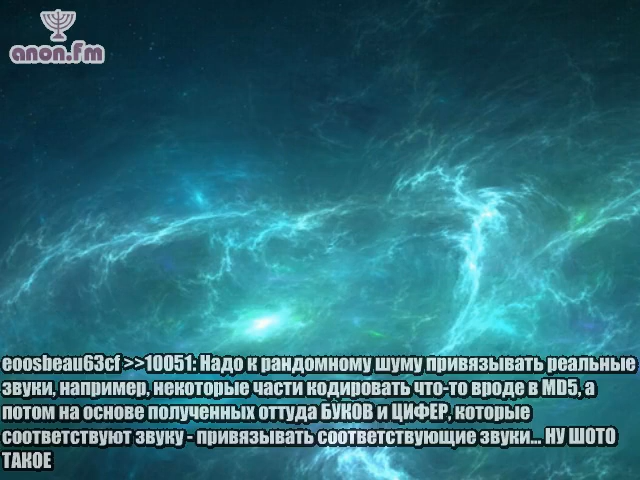 anon.fm
eoosbeau63cf >>10051: Надо к рандомному шуму привязывать реальные
звуки, например, некоторые части кодировать что-то вроде в MD5, а
потом на основе полученных оттуда БУКОВ и ЦИФЕР, которые
соответствуют звуку - привязывать соответствующие звуки... НУ ШОТО
ТАКОЕ